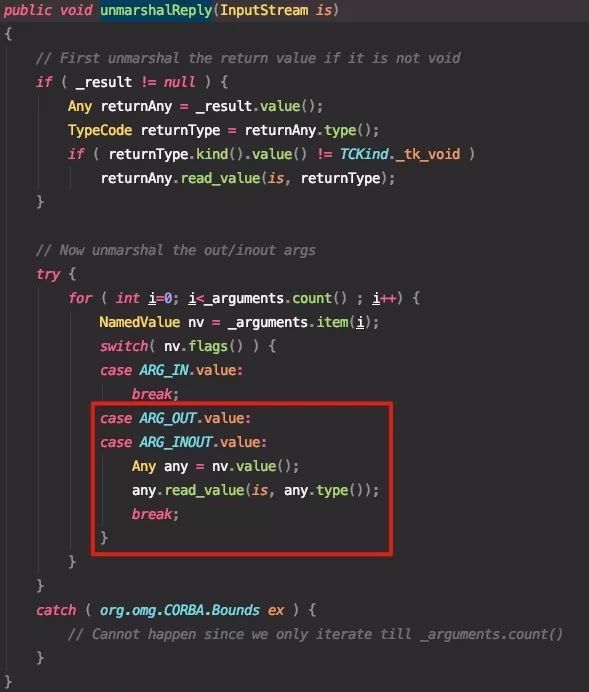 public void unmarshalReply(InputStream is)
{
    // First unmarshal the return value if it is not void
    if ( _result != null ) {
        Any returnAny = _result.value();
        TypeCode returnType = returnAny.type();
        if ( returnType.kind().value() != TCKind._tk_void )
            returnAny.read_value(is, returnType);
    }

    // Now unmarshal the out/inout args
    try {
        for ( int i=0; i<_arguments.count() ; i++) {
            NamedValue nv = _arguments.item(i);
            switch( nv.flags() ) {
            case ARG_IN.value:
                break;
            case ARG_OUT.value:
            case ARG_INOUT.value:
                Any any = nv.value();
                any.read_value(is, any.type());
                break;
            }
        }
    }
    catch ( org.omg.CORBA.Bounds ex ) {
        // Cannot happen since we only iterate till _arguments.count()
    }
}